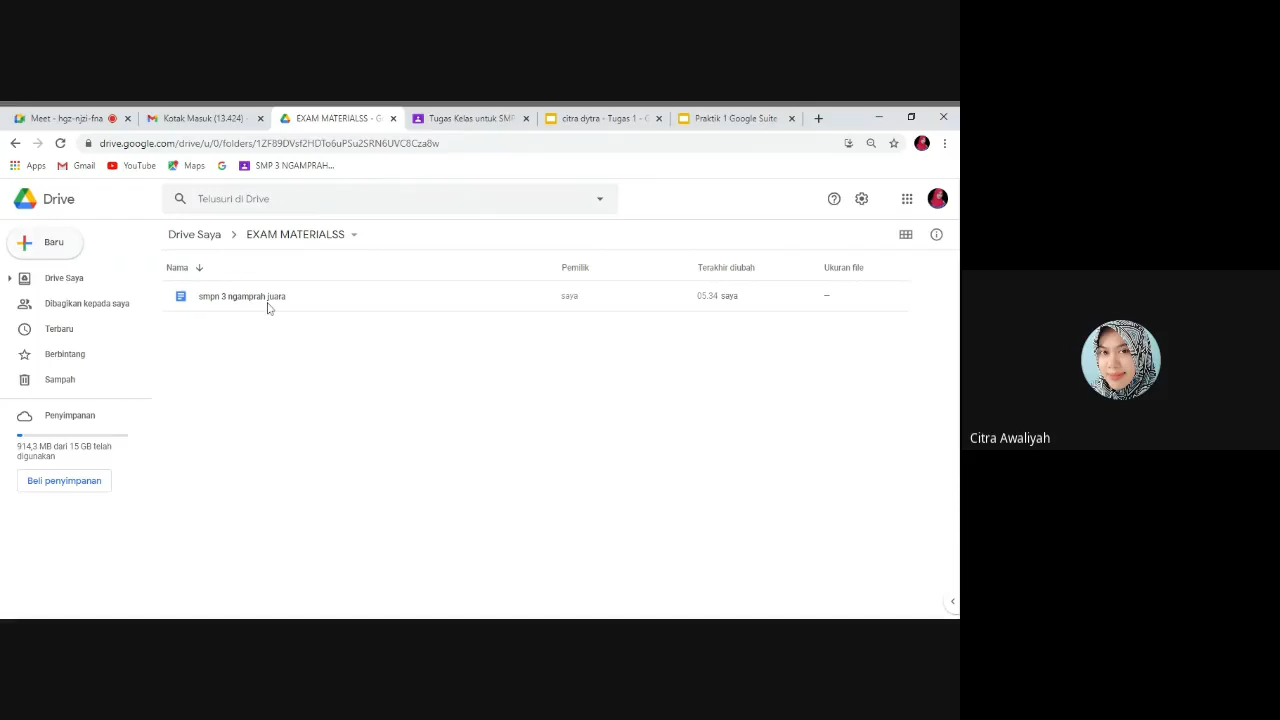 Meet - hgz-njzi-fna
Kotak Masuk (13.424) -
EXAM MATERIALSS - G
Tugas Kelas untuk SMP
citra dytra - Tugas 1 - G
Praktik 1 Google Suite
drive.google.com/drive/u/0/folders/1ZF89DVsf2HDTo6uPSu2SRN6UVC8Cza8w
Apps
Gmail
YouTube
Maps
SMP 3 NGAMPRAH...
Drive
Telusuri di Drive
Baru
Drive Saya > EXAM MATERIALSS
Nama
Pemilik
Terakhir diubah
Ukuran file
smpn 3 ngamprah juara
saya
05.34 saya
—
Drive Saya
Dibagikan kepada saya
Terbaru
Berbintang
Sampah
Penyimpanan
914,3 MB dari 15 GB telah
digunakan
Beli penyimpanan
Citra Awaliyah